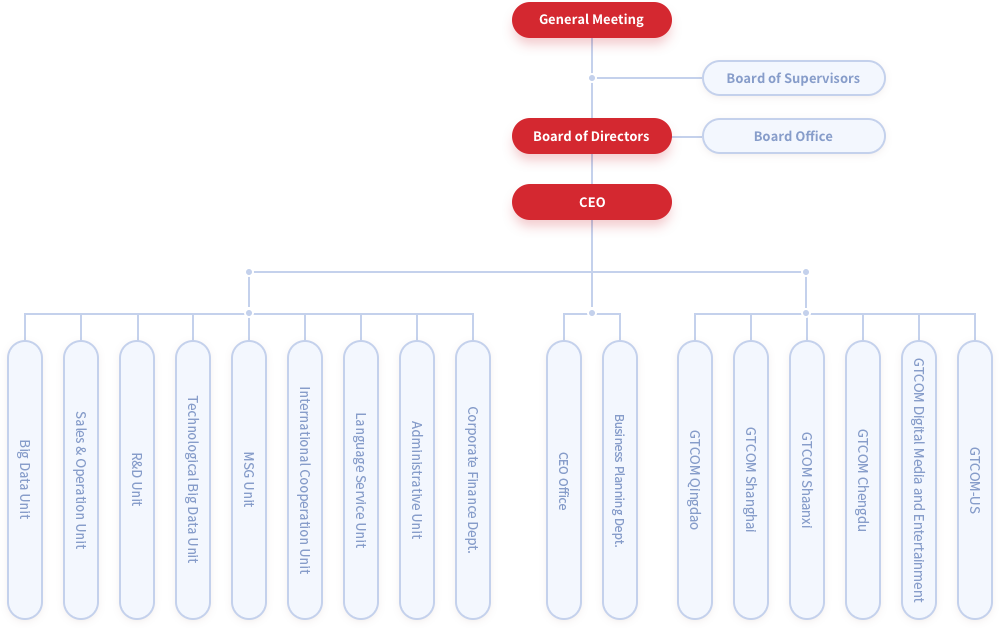 General Meeting
Board of Supervisors
Board of Directors
Board Office
CEO
Big Data Unit
Sales & Operation Unit
R&D Unit
Technological Big Data Unit
MSG Unit
International Cooperation Unit
Language Service Unit
Administrative Unit
Corporate Finance Dept.
CEO Office
Business Planning Dept.
GTCOM Qingdao
GTCOM Shanghai
GTCOM Shaanxi
GTCOM Chengdu
GTCOM Digital Media and Entertainment
GTCOM-US